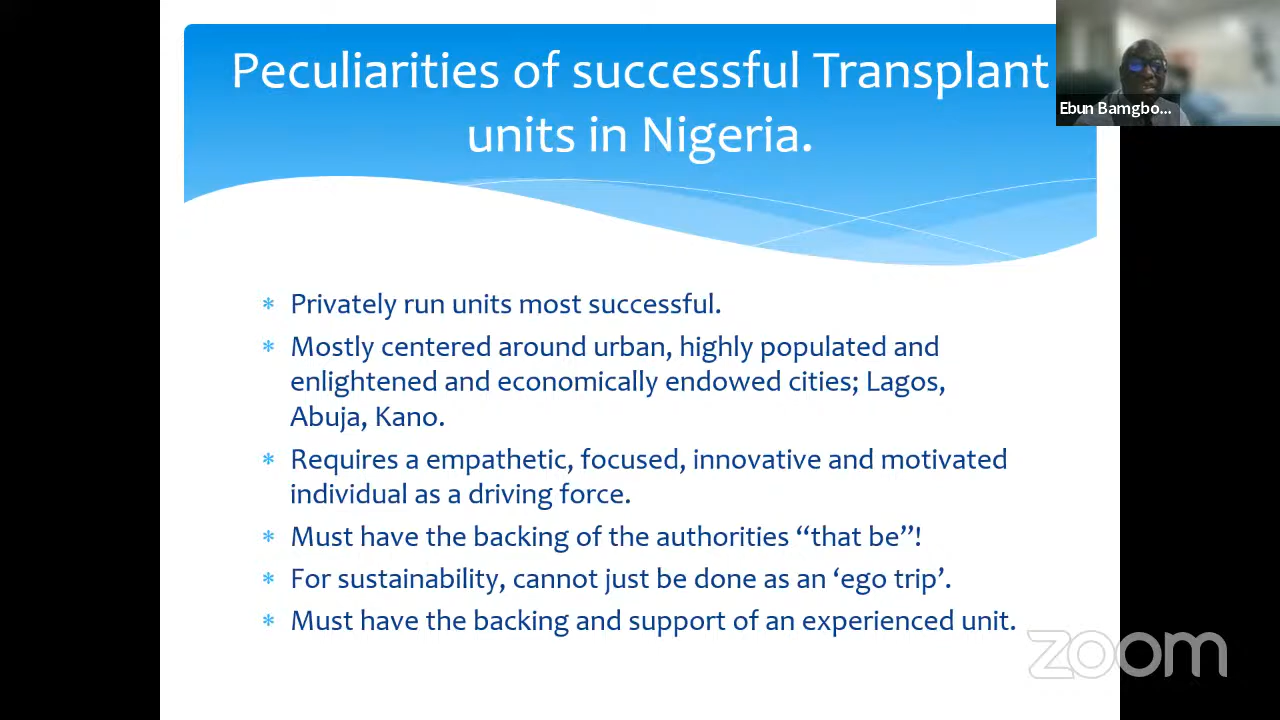 Peculiarities of successful Transplant
units in Nigeria.
Ebun Bamgbo...
* Privately run units most successful.
* Mostly centered around urban, highly populated and
enlightened and economically endowed cities; Lagos,
Abuja, Kano.
* Requires a empathetic, focused, innovative and motivated
individual as a driving force.
* Must have the backing of the authorities “that be”!
* For sustainability, cannot just be done as an ‘ego trip’.
* Must have the backing and support of an experienced unit.
zoom